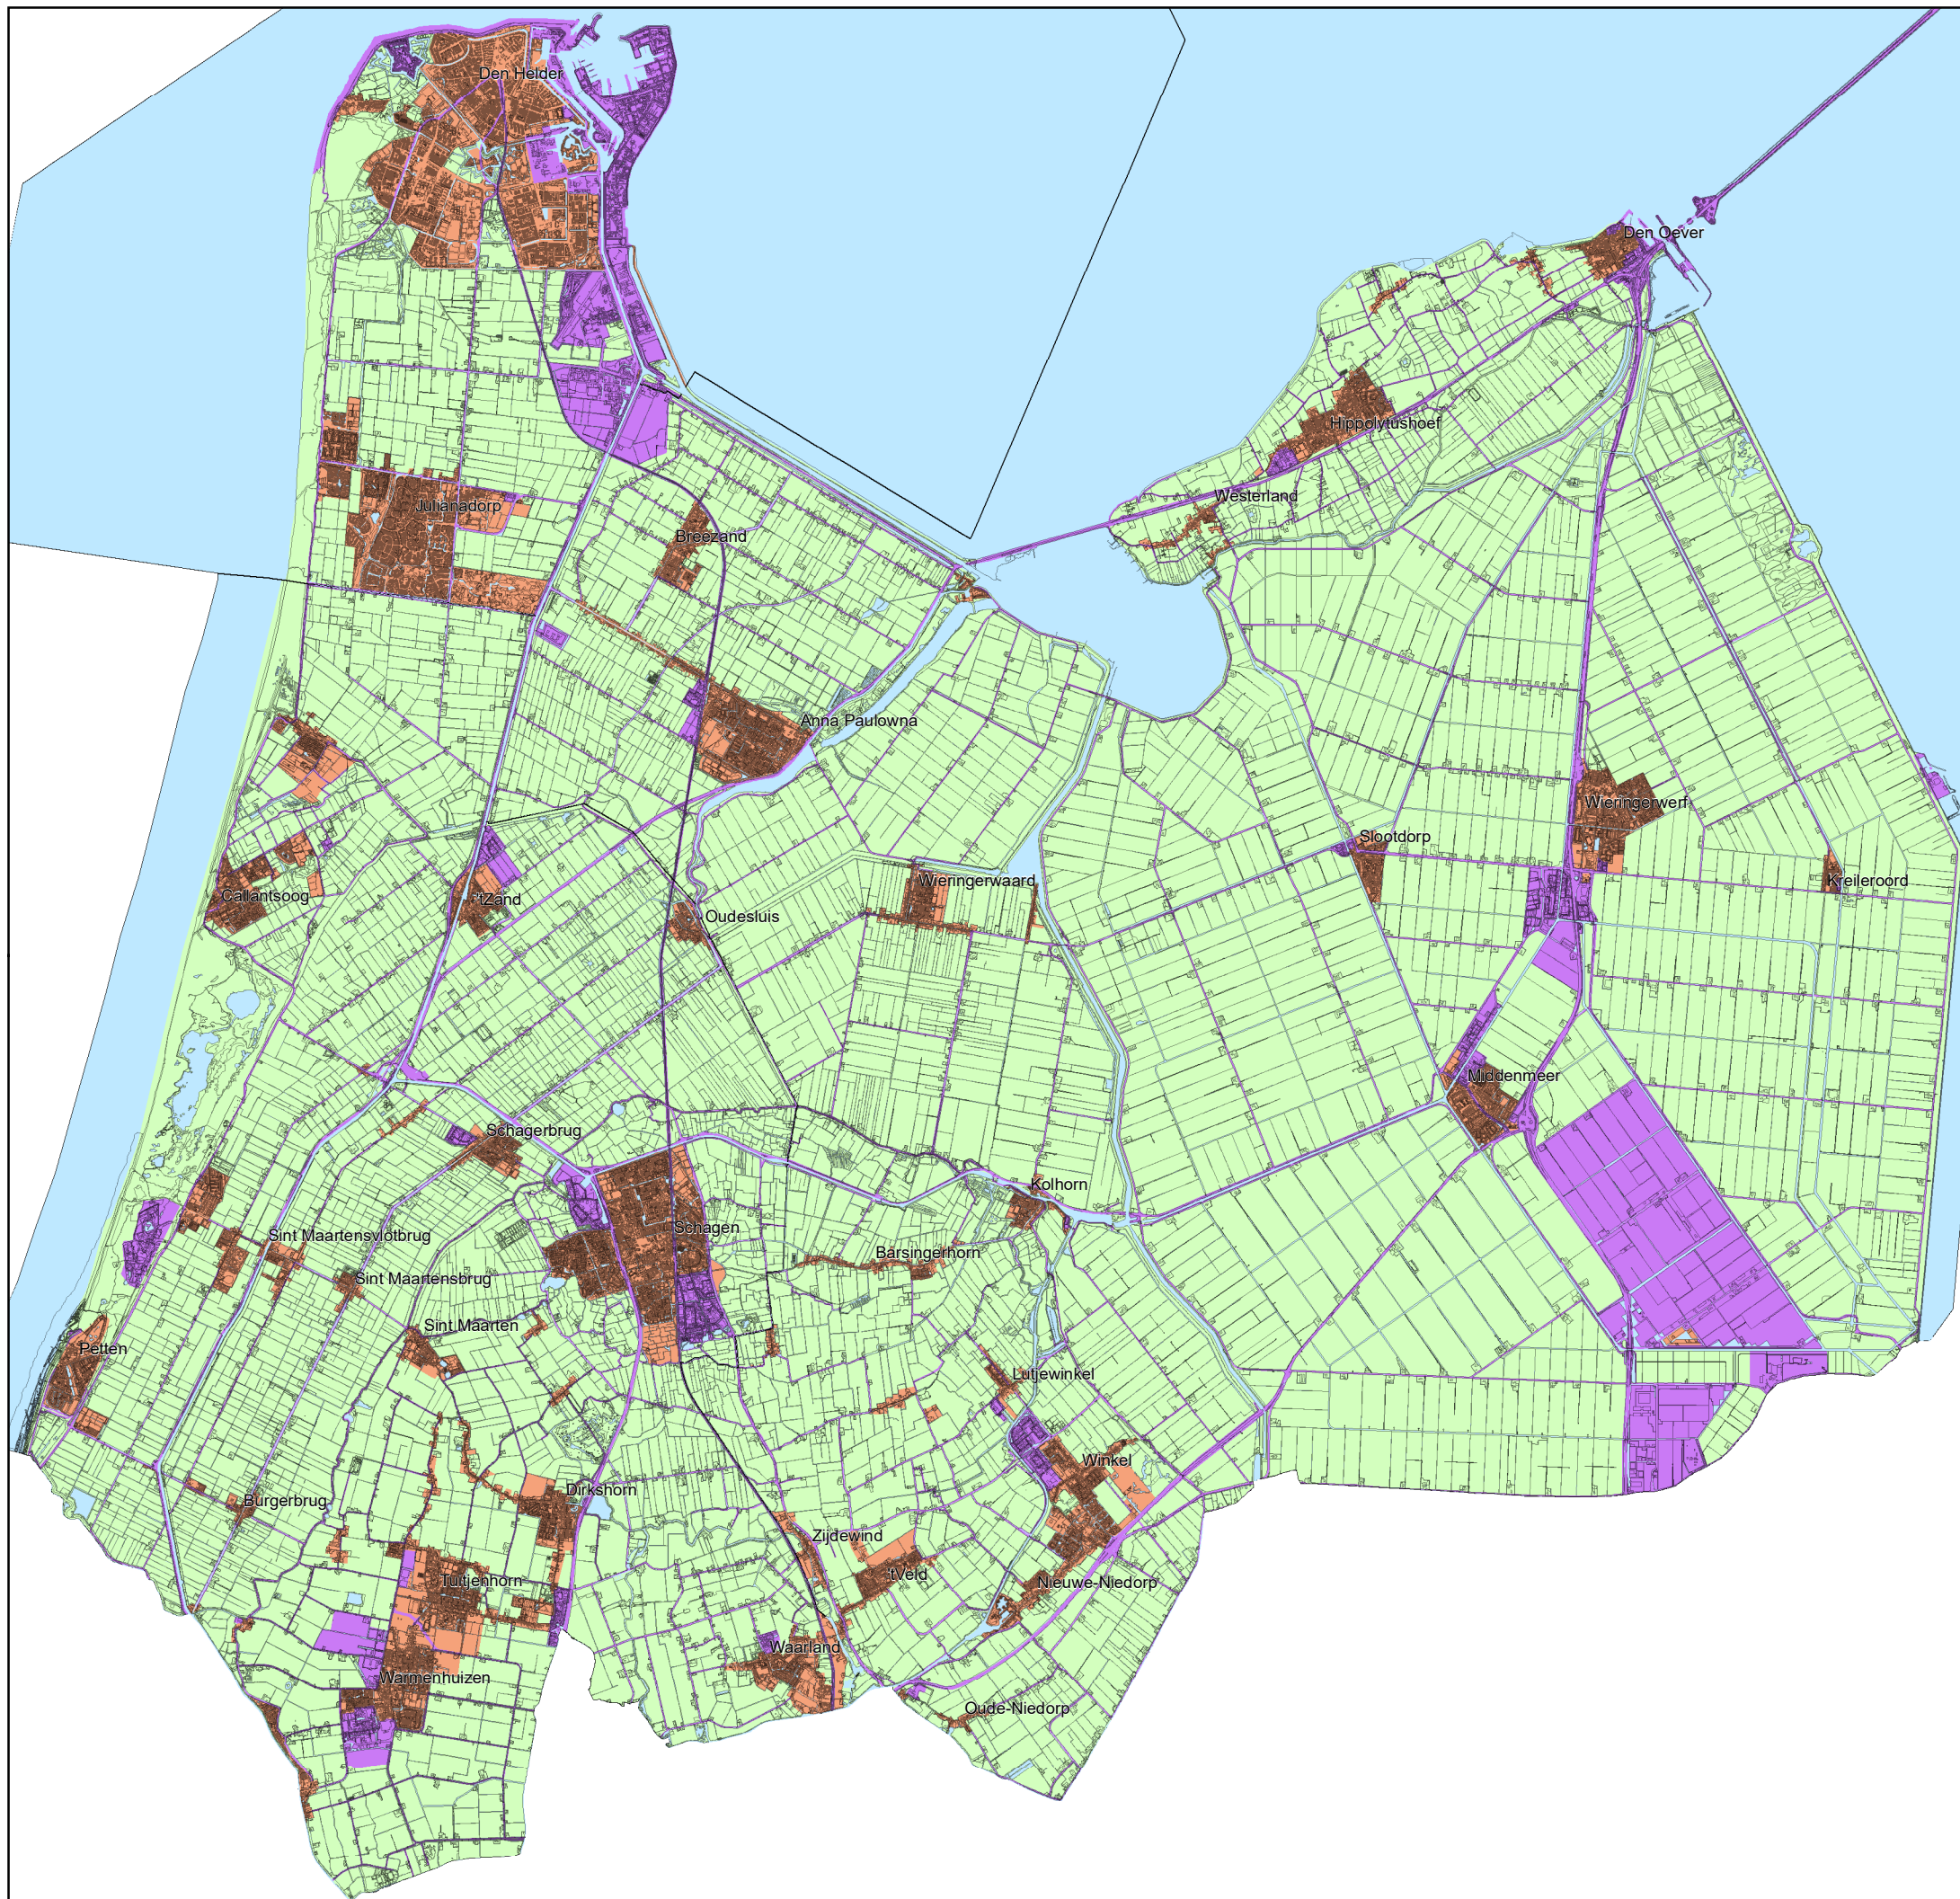 Den Helder
Den Oever
Hippolytushoef
Westerland
Julianadorp
Breezand
Anna Paulowna
Wieringerwerf
Slootdorp
Kreileroord
Wieringerwaard
Callantsoog
'tZand
Oudesluis
Middenmeer
Schagerbrug
Kolhorn
Schagen
Sint Maartensvlotbrug
Barsingerhorn
Sint Maartensbrug
Sint Maarten
Petten
Lutjewinkel
Winkel
Dirkshorn
Burgerbrug
Zijdewind
'tVeld
Tuitjenhorn
Nieuwe-Niedorp
Waarland
Warmenhuizen
Oude-Niedorp